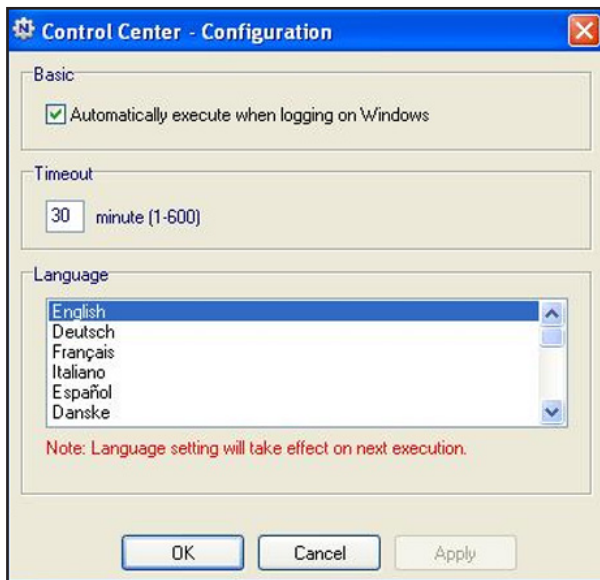 Control Center - Configuration
Basic
Automatically execute when logging on Windows
Timeout
30 minute (1-600)
Language
English
Deutsch
Français
Italiano
Español
Danske
Note: Language setting will take effect on next execution.
OK Cancel Apply